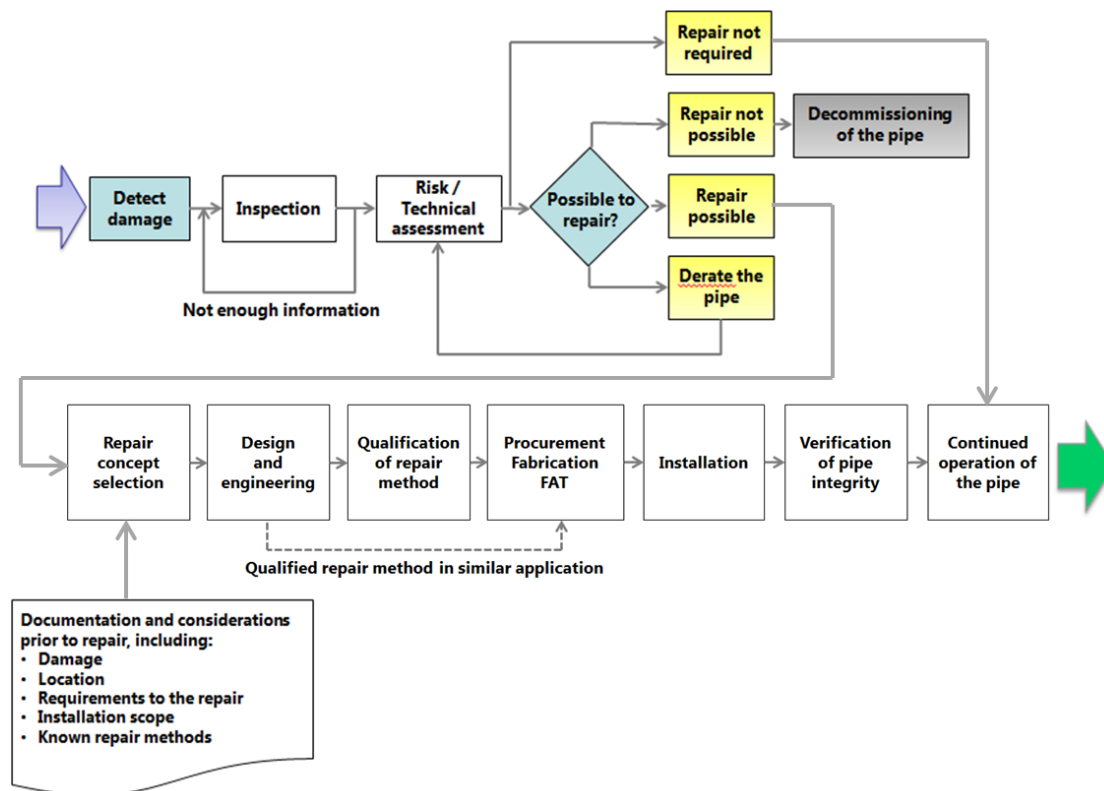 Repair not
required
Repair not
possible
Decommissioning
of the pipe
Detect
damage
Inspection
Risk /
Technical
assessment
Possible to
repair?
Repair
possible
Derate the
pipe
Not enough information
Repair
concept
selection
Design
and
engineering
Qualification
of repair
method
Procurement
Fabrication
FAT
Installation
Verification
of pipe
integrity
Continued
operation of
the pipe
Qualified repair method in similar application
Documentation and considerations
prior to repair, including:
• Damage
• Location
• Requirements to the repair
• Installation scope
• Known repair methods